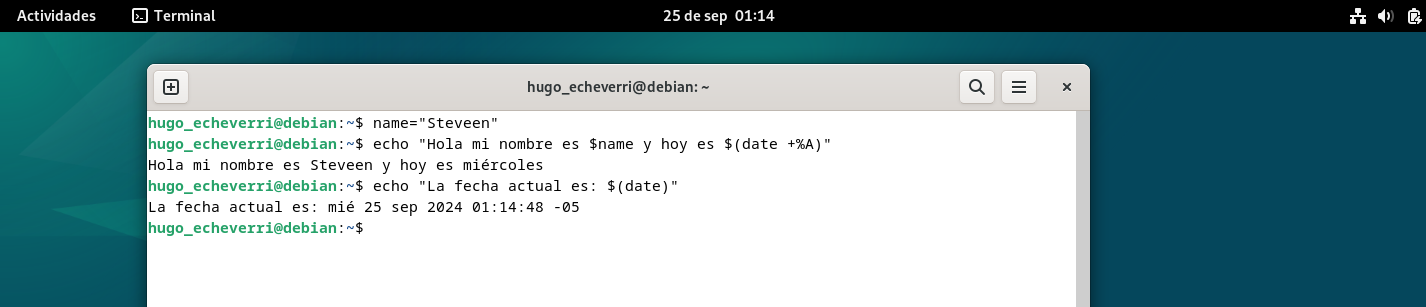 Actividades Terminal 25 de sep 01:14
hugo_echeverri@debian: ~
hugo_echeverri@debian:~$ name="Steveen"
hugo_echeverri@debian:~$ echo "Hola mi nombre es $name y hoy es $(date +%A)"
Hola mi nombre es Steveen y hoy es miércoles
hugo_echeverri@debian:~$ echo "La fecha actual es: $(date)"
La fecha actual es: mié 25 sep 2024 01:14:48 -05
hugo_echeverri@debian:~$